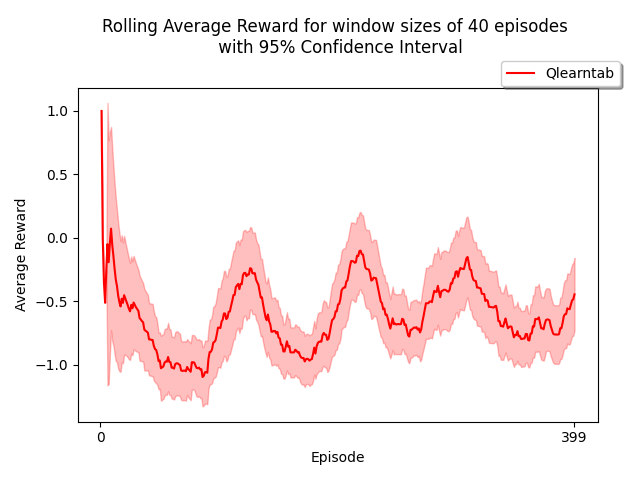 Rolling Average Reward for window sizes of 40 episodes
with 95% Confidence Interval
Qlearntab
1.0
0.5
0.0
−0.5
−1.0
Average Reward
0 399
Episode